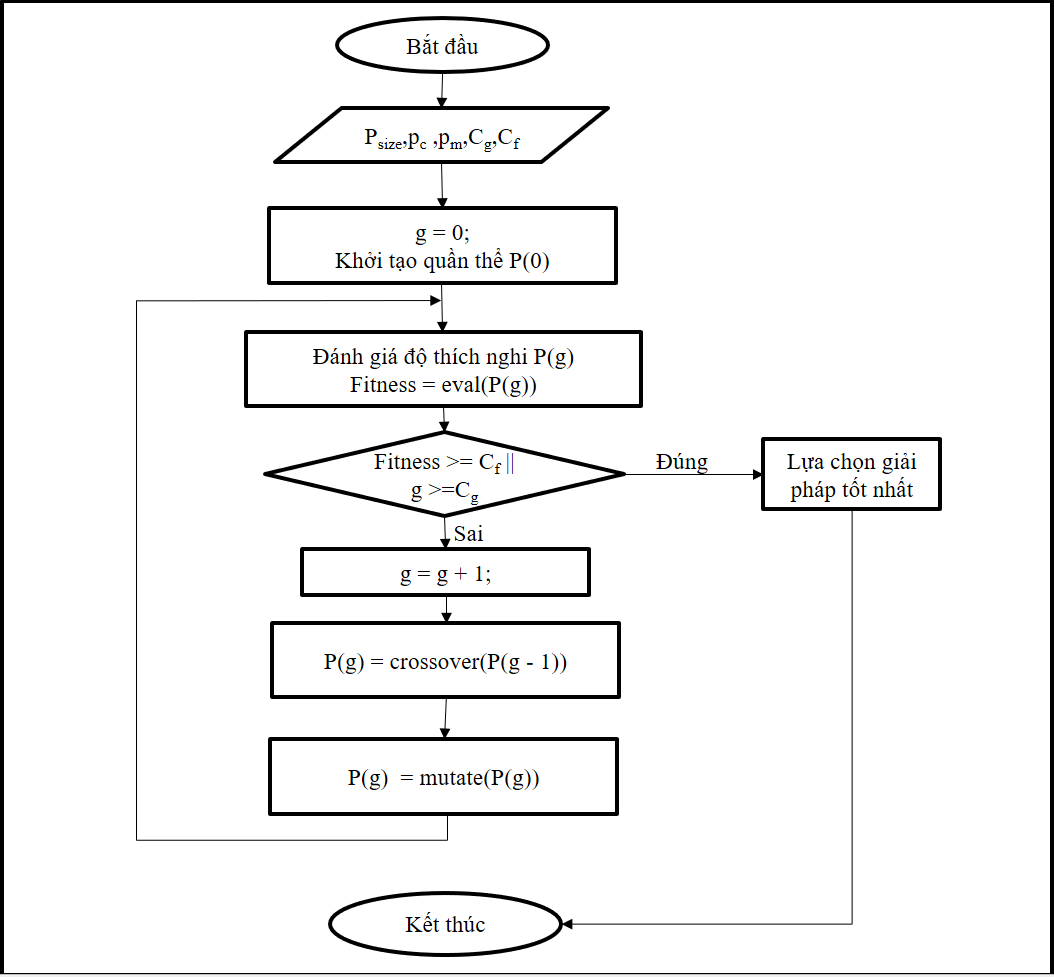 Bắt đầu
Psize,pc ,pm,Cg,Cf
g = 0;
Khởi tạo quần thể P(0)
Đánh giá độ thích nghi P(g)
Fitness = eval(P(g))
Fitness >= Cf ||
g >=Cg
Đúng
Lựa chọn giải
pháp tốt nhất
Sai
g = g + 1;
P(g) = crossover(P(g - 1))
P(g) = mutate(P(g))
Kết thúc